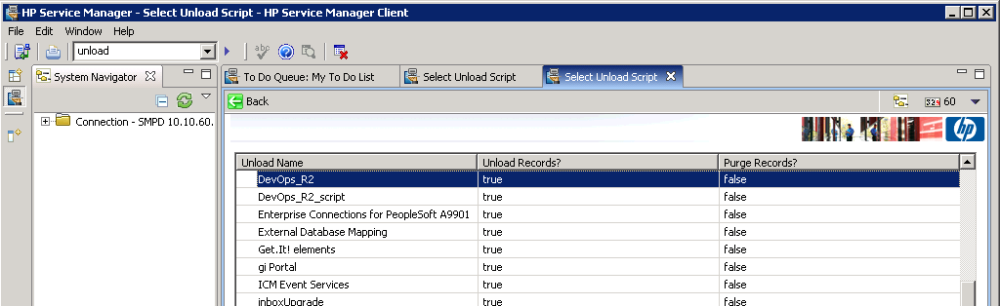 HP Service Manager - Select Unload Script - HP Service Manager Client
File Edit Window Help
unload abc
System Navigator To Do Queue: My To Do List Select Unload Script Select Unload Script
Back 60
Connection - SMPD 10.10.60.
hp
Unload Name Unload Records? Purge Records?
DevOps_R2 true false
DevOps_R2_script true false
Enterprise Connections for PeopleSoft A9901 true false
External Database Mapping true false
Get.It! elements true false
gi Portal true false
ICM Event Services true false
inboxUpgrade true false